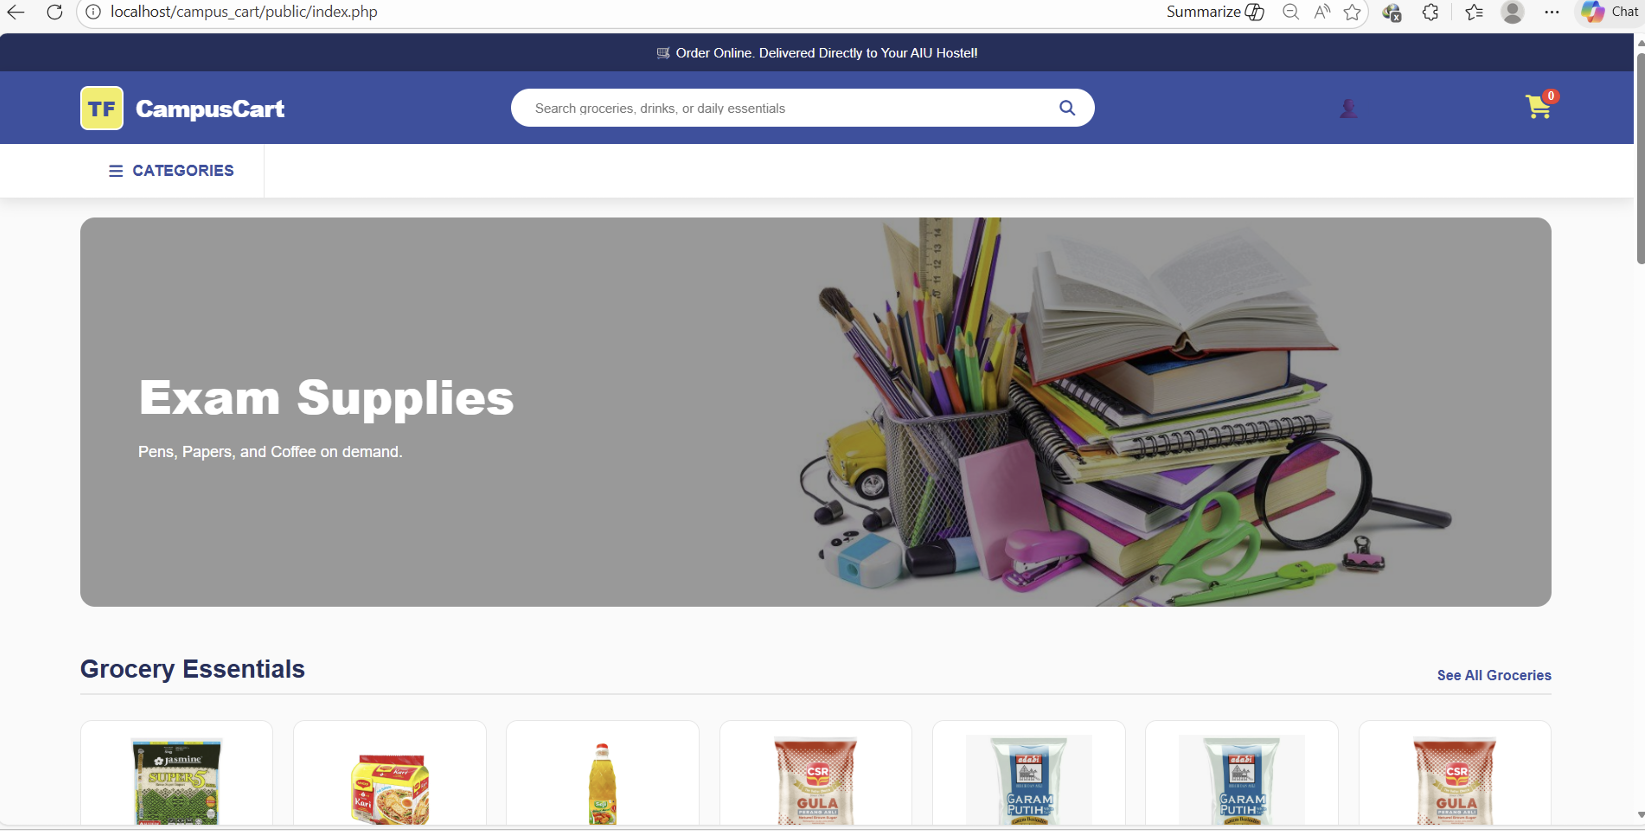 localhost/campus_cart/public/index.php
Summarize
Chat
Order Online. Delivered Directly to Your AIU Hostel!
TF CampusCart
Search groceries, drinks, or daily essentials
0
CATEGORIES
Exam Supplies
Pens, Papers, and Coffee on demand.
Grocery Essentials
See All Groceries
Jasmine
SUPER 5
Kari
CSR
GULA
adabi
GARAM
PUTIH
adabi
GARAM
PUTIH
CSR
GULA